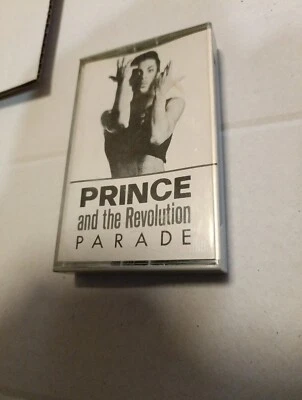 PRINCE
and the Revolution
PARADE